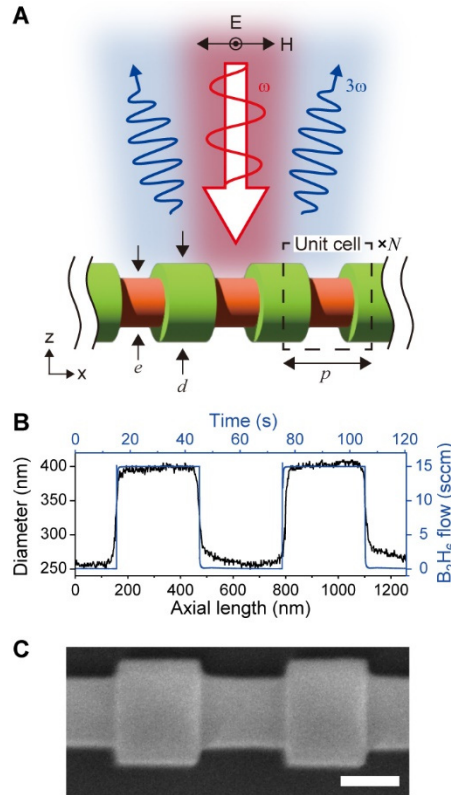 A
E
H
ω
3ω
Unit cell ×N
z
x
e
d
p
B
Time (s)
0 20 40 60 80 100 120
Diameter (nm)
400
350
300
250
15
10
5
0
B₂H₆ flow (sccm)
0 200 400 600 800 1000 1200
Axial length (nm)
C